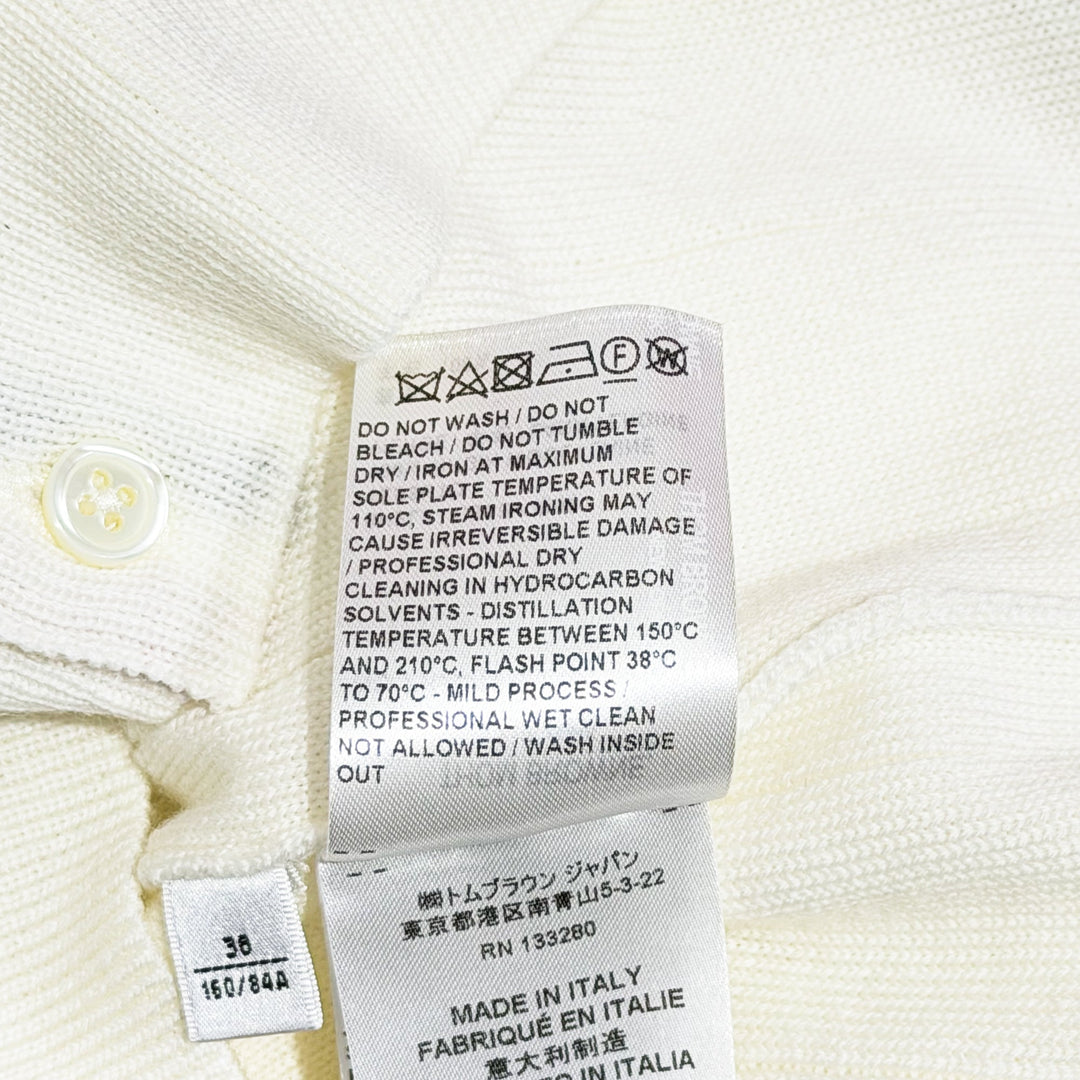 F
W
DO NOT WASH / DO NOT
BLEACH / DO NOT TUMBLE
DRY / IRON AT MAXIMUM
SOLE PLATE TEMPERATURE OF
110°C, STEAM IRONING MAY
CAUSE IRREVERSIBLE DAMAGE
/ PROFESSIONAL DRY
CLEANING IN HYDROCARBON
SOLVENTS - DISTILLATION
TEMPERATURE BETWEEN 150°C
AND 210°C, FLASH POINT 38°C
TO 70°C - MILD PROCESS /
PROFESSIONAL WET CLEAN
NOT ALLOWED / WASH INSIDE
OUT
㈱トムブラウン ジャパン
東京都港区南青山5-3-22
RN 133280
MADE IN ITALY
FABRIQUÉ EN ITALIE
意大利制造
IN ITALIA
36
160/84A